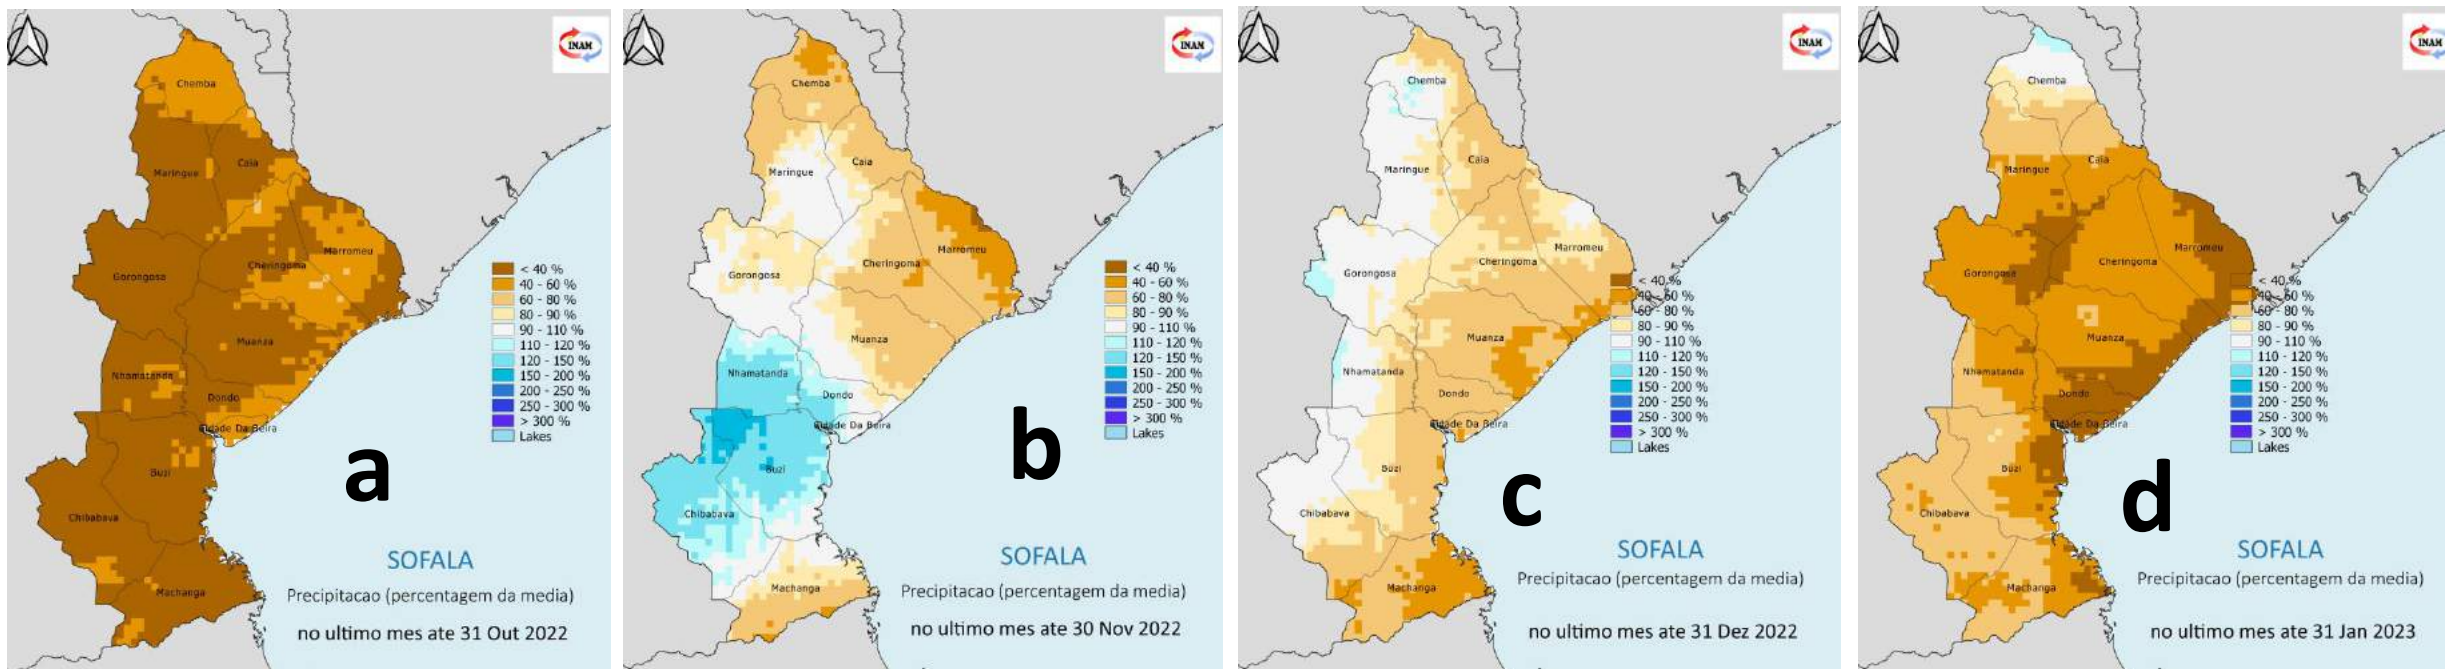 INAM
Chemba
Caia
Maringue
Marromeu
Cheringoma
Gorongosa
Muanza
Nhamatanda
Dondo
Cidade Da Beira
Buzi
Chibabava
Machanga
< 40 %
40 - 60 %
60 - 80 %
80 - 90 %
90 - 110 %
110 - 120 %
120 - 150 %
150 - 200 %
200 - 250 %
250 - 300 %
> 300 %
Lakes
a
SOFALA
Precipitacao (percentagem da media)
no ultimo mes ate 31 Out 2022
INAM
Chemba
Caia
Maringue
Marromeu
Cheringoma
Gorongosa
Muanza
Nhamatanda
Dondo
Cidade Da Beira
Buzi
Chibabava
Machanga
< 40 %
40 - 60 %
60 - 80 %
80 - 90 %
90 - 110 %
110 - 120 %
120 - 150 %
150 - 200 %
200 - 250 %
250 - 300 %
> 300 %
Lakes
b
SOFALA
Precipitacao (percentagem da media)
no ultimo mes ate 30 Nov 2022
INAM
Chemba
Caia
Maringue
Marromeu
Cheringoma
Gorongosa
Muanza
Nhamatanda
Dondo
Cidade Da Beira
Buzi
Chibabava
Machanga
< 40 %
40 - 60 %
60 - 80 %
80 - 90 %
90 - 110 %
110 - 120 %
120 - 150 %
150 - 200 %
200 - 250 %
250 - 300 %
> 300 %
Lakes
c
SOFALA
Precipitacao (percentagem da media)
no ultimo mes ate 31 Dez 2022
INAM
Chemba
Caia
Maringue
Marromeu
Cheringoma
Gorongosa
Muanza
Nhamatanda
Dondo
Cidade Da Beira
Buzi
Chibabava
Machanga
< 40 %
40 - 60 %
60 - 80 %
80 - 90 %
90 - 110 %
110 - 120 %
120 - 150 %
150 - 200 %
200 - 250 %
250 - 300 %
> 300 %
Lakes
d
SOFALA
Precipitacao (percentagem da media)
no ultimo mes ate 31 Jan 2023